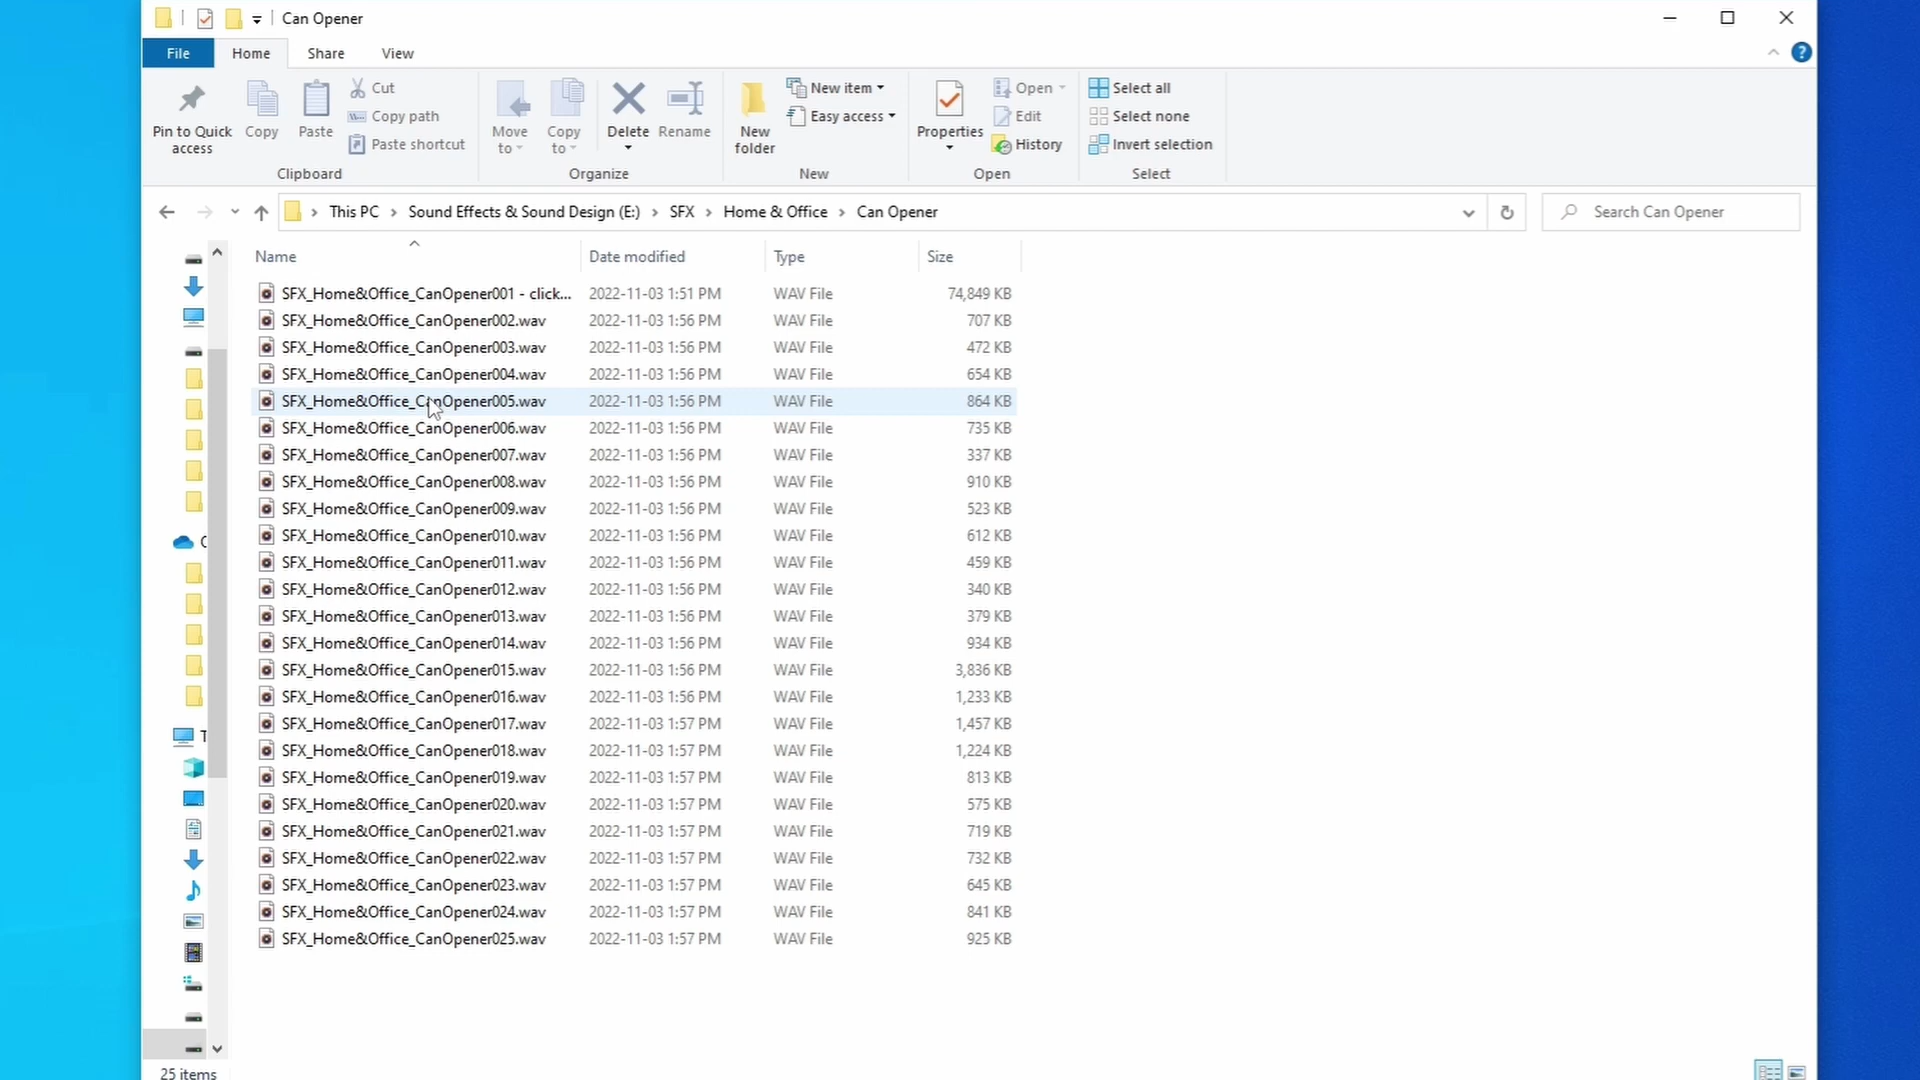 Can Opener
File Home Share View
Pin to Quick access
Copy
Paste
Cut
Copy path
Paste shortcut
Clipboard
Move to
Copy to
Delete
Rename
Organize
New folder
New item
Easy access
New
Properties
Open
Edit
History
Open
Select all
Select none
Invert selection
Select
This PC > Sound Effects & Sound Design (E:) > SFX > Home & Office > Can Opener
Search Can Opener
Name Date modified Type Size
SFX_Home&Office_CanOpener001 - click... 2022-11-03 1:51 PM WAV File 74,849 KB
SFX_Home&Office_CanOpener002.wav 2022-11-03 1:56 PM WAV File 707 KB
SFX_Home&Office_CanOpener003.wav 2022-11-03 1:56 PM WAV File 472 KB
SFX_Home&Office_CanOpener004.wav 2022-11-03 1:56 PM WAV File 654 KB
SFX_Home&Office_CanOpener005.wav 2022-11-03 1:56 PM WAV File 864 KB
SFX_Home&Office_CanOpener006.wav 2022-11-03 1:56 PM WAV File 735 KB
SFX_Home&Office_CanOpener007.wav 2022-11-03 1:56 PM WAV File 337 KB
SFX_Home&Office_CanOpener008.wav 2022-11-03 1:56 PM WAV File 910 KB
SFX_Home&Office_CanOpener009.wav 2022-11-03 1:56 PM WAV File 523 KB
SFX_Home&Office_CanOpener010.wav 2022-11-03 1:56 PM WAV File 612 KB
SFX_Home&Office_CanOpener011.wav 2022-11-03 1:56 PM WAV File 459 KB
SFX_Home&Office_CanOpener012.wav 2022-11-03 1:56 PM WAV File 340 KB
SFX_Home&Office_CanOpener013.wav 2022-11-03 1:56 PM WAV File 379 KB
SFX_Home&Office_CanOpener014.wav 2022-11-03 1:56 PM WAV File 934 KB
SFX_Home&Office_CanOpener015.wav 2022-11-03 1:56 PM WAV File 3,836 KB
SFX_Home&Office_CanOpener016.wav 2022-11-03 1:56 PM WAV File 1,233 KB
SFX_Home&Office_CanOpener017.wav 2022-11-03 1:57 PM WAV File 1,457 KB
SFX_Home&Office_CanOpener018.wav 2022-11-03 1:57 PM WAV File 1,224 KB
SFX_Home&Office_CanOpener019.wav 2022-11-03 1:57 PM WAV File 813 KB
SFX_Home&Office_CanOpener020.wav 2022-11-03 1:57 PM WAV File 575 KB
SFX_Home&Office_CanOpener021.wav 2022-11-03 1:57 PM WAV File 719 KB
SFX_Home&Office_CanOpener022.wav 2022-11-03 1:57 PM WAV File 732 KB
SFX_Home&Office_CanOpener023.wav 2022-11-03 1:57 PM WAV File 645 KB
SFX_Home&Office_CanOpener024.wav 2022-11-03 1:57 PM WAV File 841 KB
SFX_Home&Office_CanOpener025.wav 2022-11-03 1:57 PM WAV File 925 KB
25 items